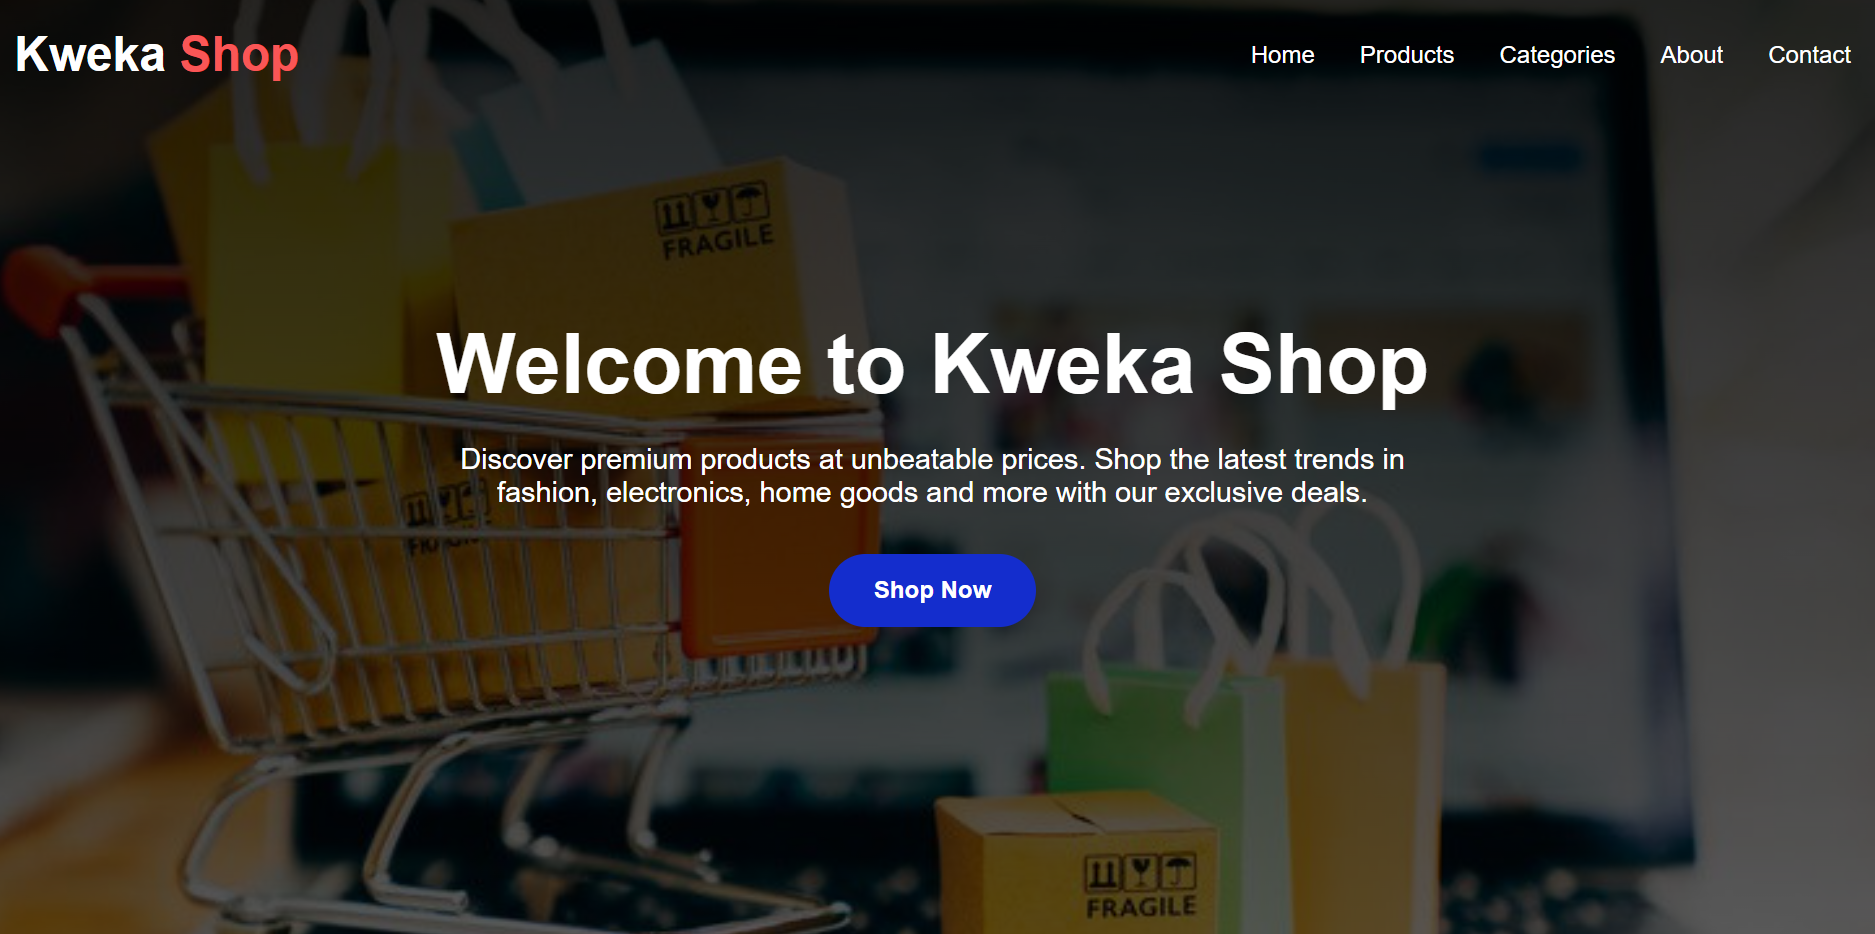 Kweka Shop
Home Products Categories About Contact
FRAGILE
Welcome to Kweka Shop
Discover premium products at unbeatable prices. Shop the latest trends in
fashion, electronics, home goods and more with our exclusive deals.
FRAGILE
Shop Now
FRAGILE